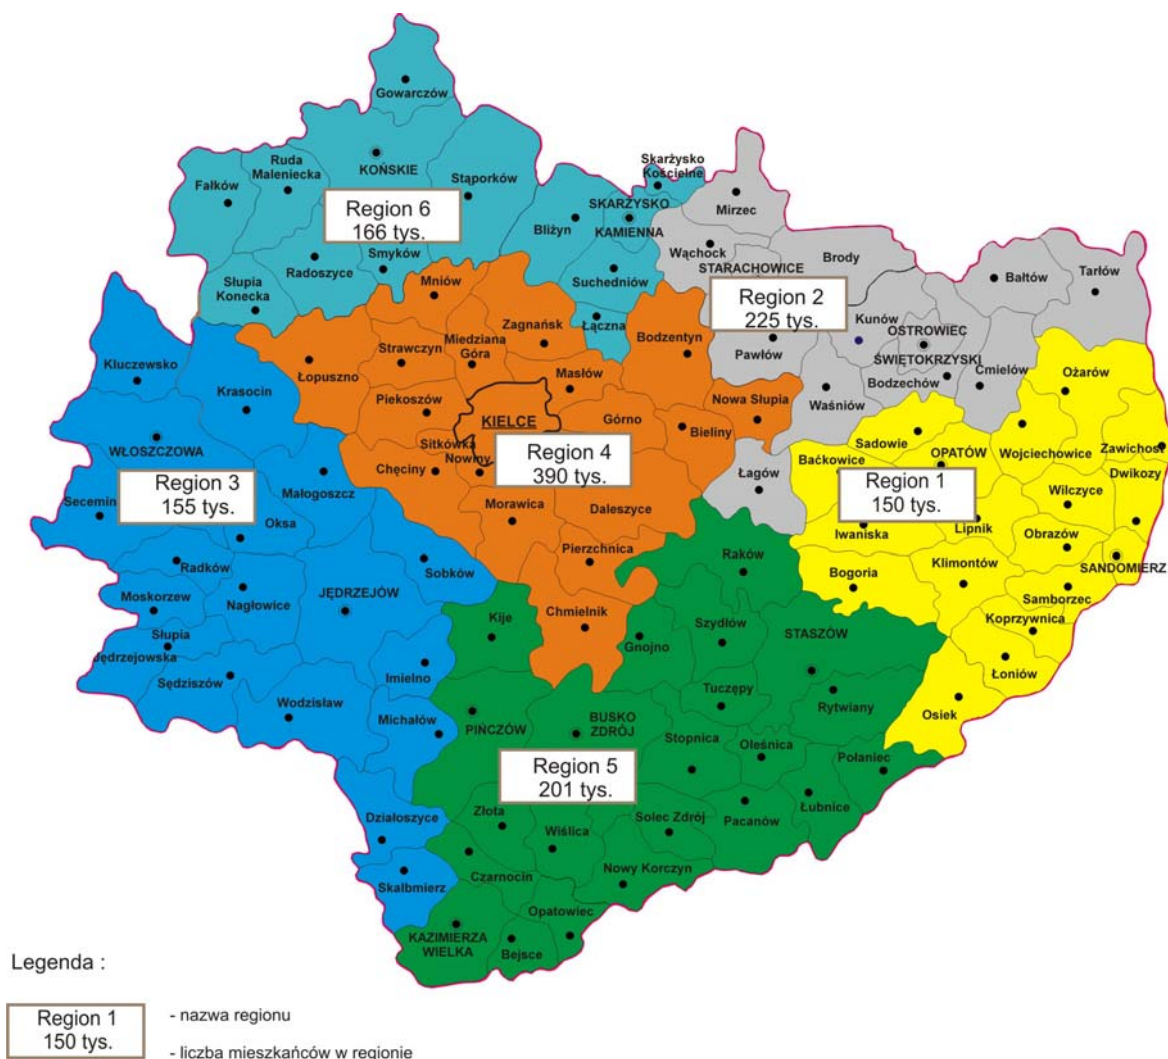 Gowarczów
Ruda
Maleniecka
KOŃSKIE
Fałków
Stąporków
Region 6
166 tys.
Smyków
Radoszyce
Słupia
Konecka
Skarżysko
Kościelne
SKARZYSKO
KAMIENNA
Bliżyn
Suchedniów
Łączna
Mirzec
Wąchock
STARACHOWICE
Brody
Region 2
225 tys.
Bałtów
Tarłów
Kunów
OSTROWIEC
ŚWIĘTOKRZYSKI
Pawłów
Bodzechów
Ćmielów
Waśniów
Łagów
Mniów
Zagnańsk
Miedziana
Góra
Strawczyn
Bodzentyn
Łopuszno
Masłów
Piekoszów
KIELCE
Górno
Nowa Słupia
Bieliny
Sitkówka
Nowiny
Chęciny
Region 4
390 tys.
Morawica
Daleszyce
Pierzchnica
Chmielnik
Kluczewsko
Krasocin
WŁOSZCZOWA
Region 3
155 tys.
Małogoszcz
Secemin
Oksa
Radków
Sobków
Moskorzew
Nagłowice
JĘDRZEJÓW
Słupia
Jędrzejowska
Sędziszów
Imielno
Wodzisław
Michałów
Działoszyce
Skalbmierz
Ożarów
Sadowie
OPATÓW
Wojciechowice
Zawichost
Baćkowice
Dwikozy
Region 1
150 tys.
Wilczyce
Iwaniska
Lipnik
Obrazów
Klimontów
SANDOMIERZ
Bogoria
Samborzec
Koprzywnica
Łoniów
Osiek
Raków
Kije
Szydłów
STASZÓW
Gnojno
Tuczępy
Rytwiany
PIŃCZÓW
BUSKO
ZDRÓJ
Stopnica
Oleśnica
Połaniec
Region 5
201 tys.
Łubnice
Pacanów
Złota
Solec Zdrój
Wiślica
Czarnocin
Nowy Korczyn
Opatowiec
KAZIMIERZA
WIELKA
Bejsce
Legenda :
Region 1
150 tys.
- nazwa regionu
- liczba mieszkańców w regionie